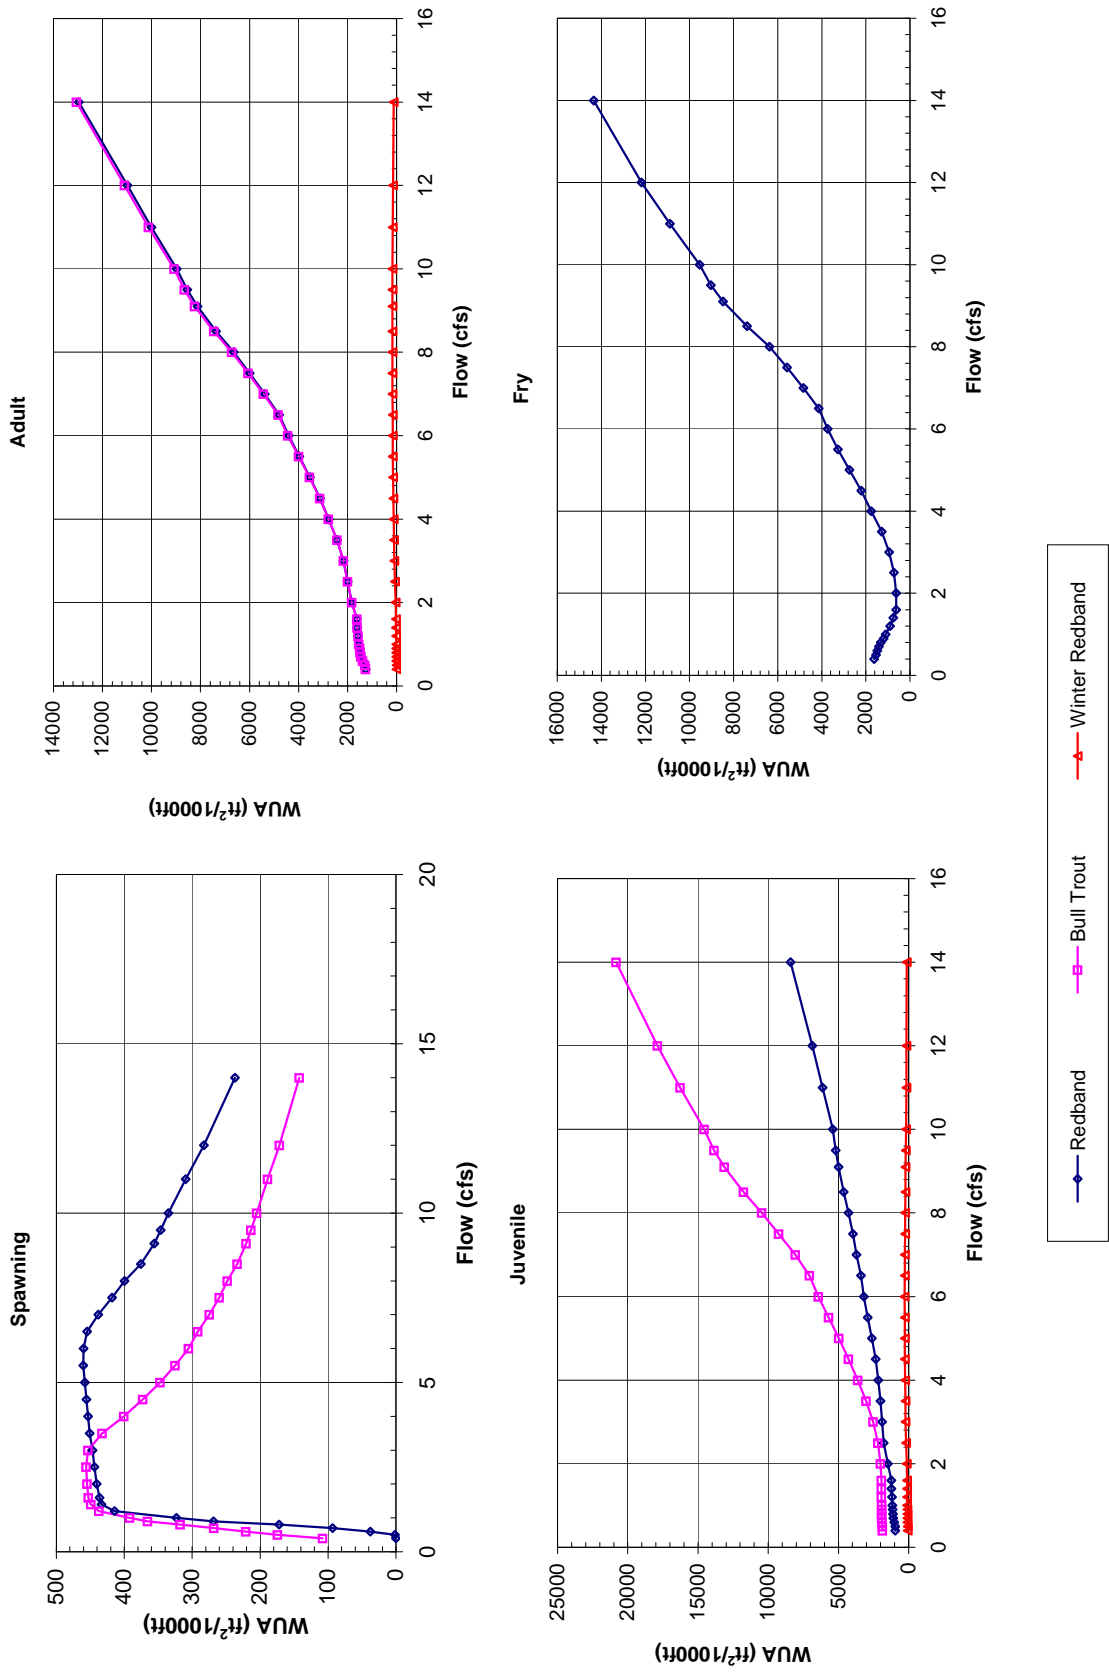 Spawning
WUA (ft²/1000ft)
500
400
300
200
100
0
0 5 10 15 20
Flow (cfs)
Adult
WUA (ft²/1000ft)
14000
12000
10000
8000
6000
4000
2000
0
0 2 4 6 8 10 12 14 16
Flow (cfs)
Juvenile
WUA (ft²/1000ft)
25000
20000
15000
10000
5000
0
0 2 4 6 8 10 12 14 16
Flow (cfs)
Fry
WUA (ft²/1000ft)
16000
14000
12000
10000
8000
6000
4000
2000
0
0 2 4 6 8 10 12 14 16
Flow (cfs)
Redband Bull Trout Winter Redband